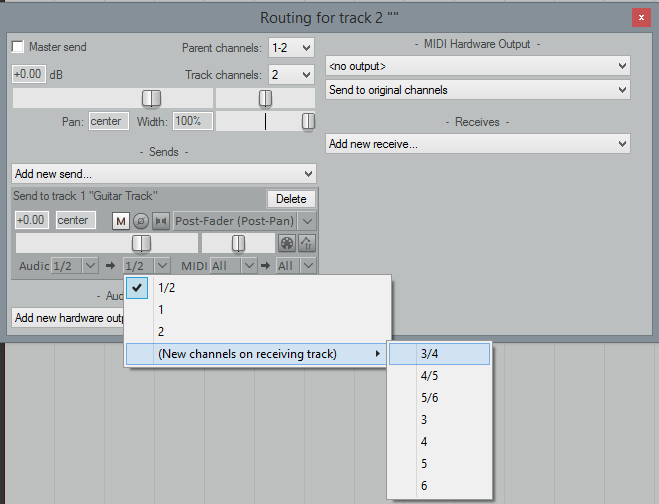 Routing for track 2 ""
x
Master send
Parent channels: 1-2
+0.00 dB
Track channels: 2
Pan: center Width: 100%
- Sends -
Add new send...
Send to track 1 "Guitar Track"
Delete
+0.00 center M Post-Fader (Post-Pan)
Audio 1/2 1/2 MIDI All All
- Auc
Add new hardware outp
1/2
1
2
(New channels on receiving track)
3/4
4/5
5/6
3
4
5
6
- MIDI Hardware Output -
<no output>
Send to original channels
- Receives -
Add new receive...